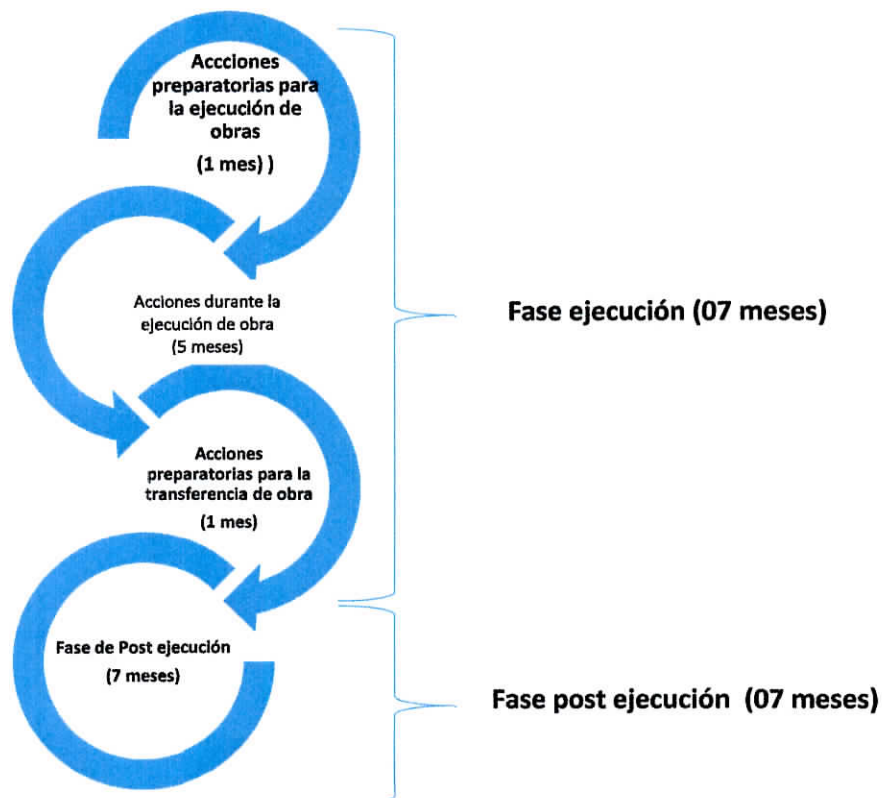 Accciones
preparatorias para
la ejecución de
obras
(1 mes) )
Acciones durante la
ejecución de obra
(5 meses)
Fase ejecución (07 meses)
Acciones
preparatorias para la
transferencia de obra
(1 mes)
Fase de Post ejecución
(7 meses)
Fase post ejecución (07 meses)